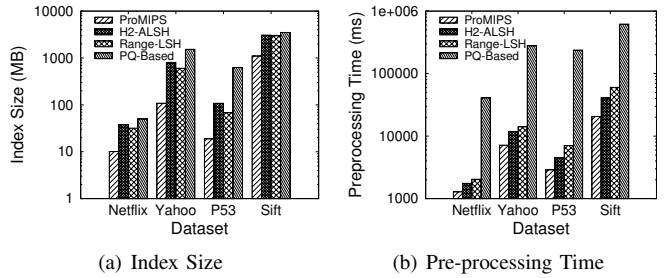 Index Size (MB)
10000
1000
100
10
1
ProMIPS
H2-ALSH
Range-LSH
PQ-Based
Netflix Yahoo P53 Sift
Dataset
(a) Index Size
Preprocessing Time (ms)
1e+006
100000
10000
1000
ProMIPS
H2-ALSH
Range-LSH
PQ-Based
Netflix Yahoo P53 Sift
Dataset
(b) Pre-processing Time